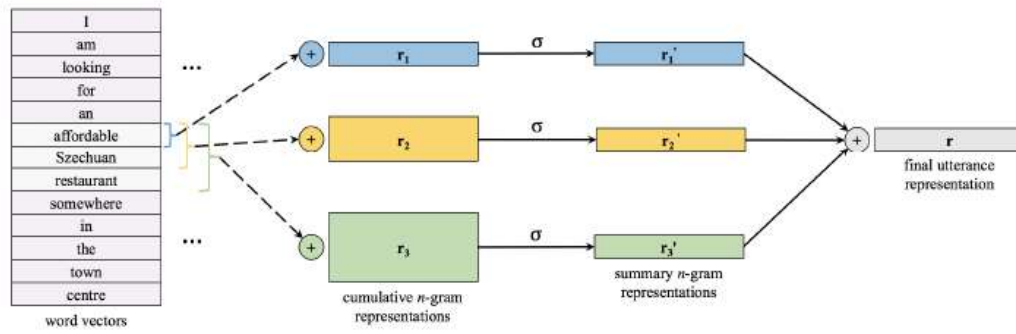 I
am
looking
for
an
affordable
Szechuan
restaurant
somewhere
in
the
town
centre
word vectors
...
...
+
r₁
σ
r₁'
+
r₂
σ
r₂'
+
r₃
σ
r₃'
cumulative n-gram
representations
summary n-gram
representations
+
r
final utterance
representation